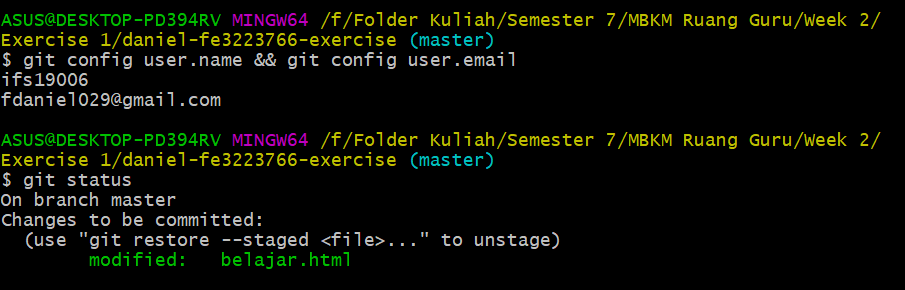 ASUS@DESKTOP-PD394RV MINGW64 /f/Folder Kuliah/Semester 7/MBKM Ruang Guru/Week 2/
Exercise 1/daniel-fe3223766-exercise (master)
$ git config user.name && git config user.email
ifs19006
fdaniel029@gmail.com
ASUS@DESKTOP-PD394RV MINGW64 /f/Folder Kuliah/Semester 7/MBKM Ruang Guru/Week 2/
Exercise 1/daniel-fe3223766-exercise (master)
$ git status
On branch master
Changes to be committed:
  (use "git restore --staged <file>..." to unstage)
        modified:   belajar.html